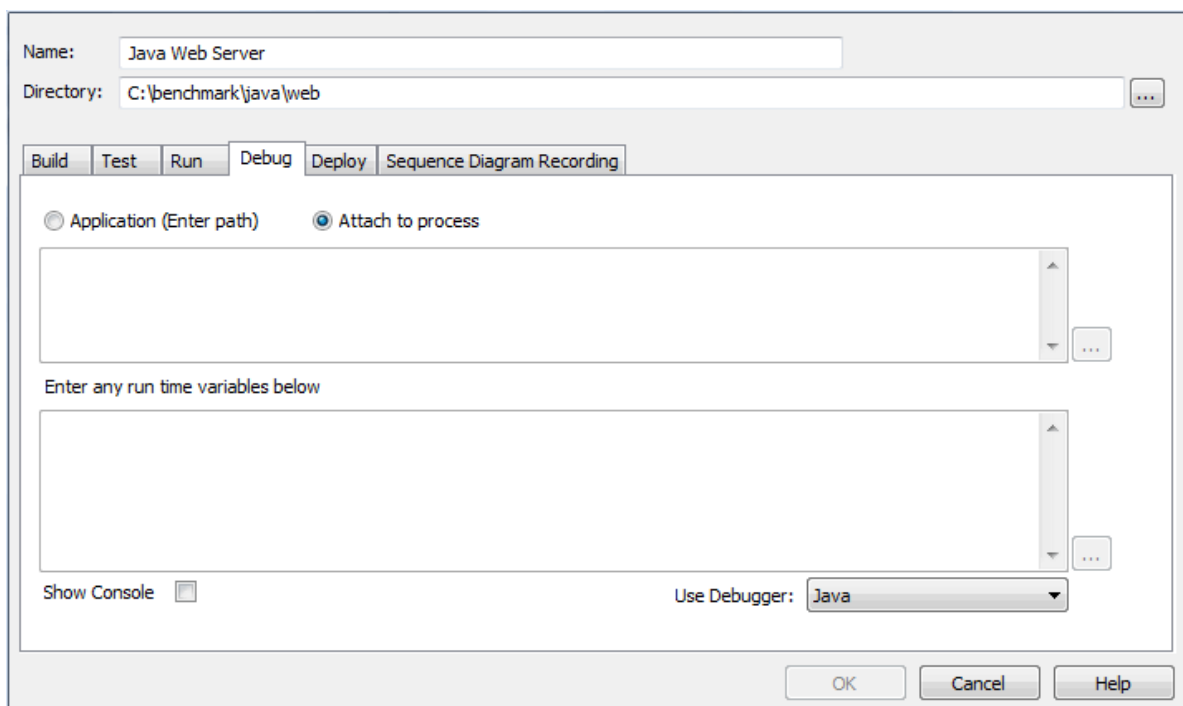 Name: Java Web Server
Directory: C:\benchmark\java\web ...
Build Test Run Debug Deploy Sequence Diagram Recording
Application (Enter path) Attach to process
...
Enter any run time variables below
...
Show Console Use Debugger: Java
OK Cancel Help